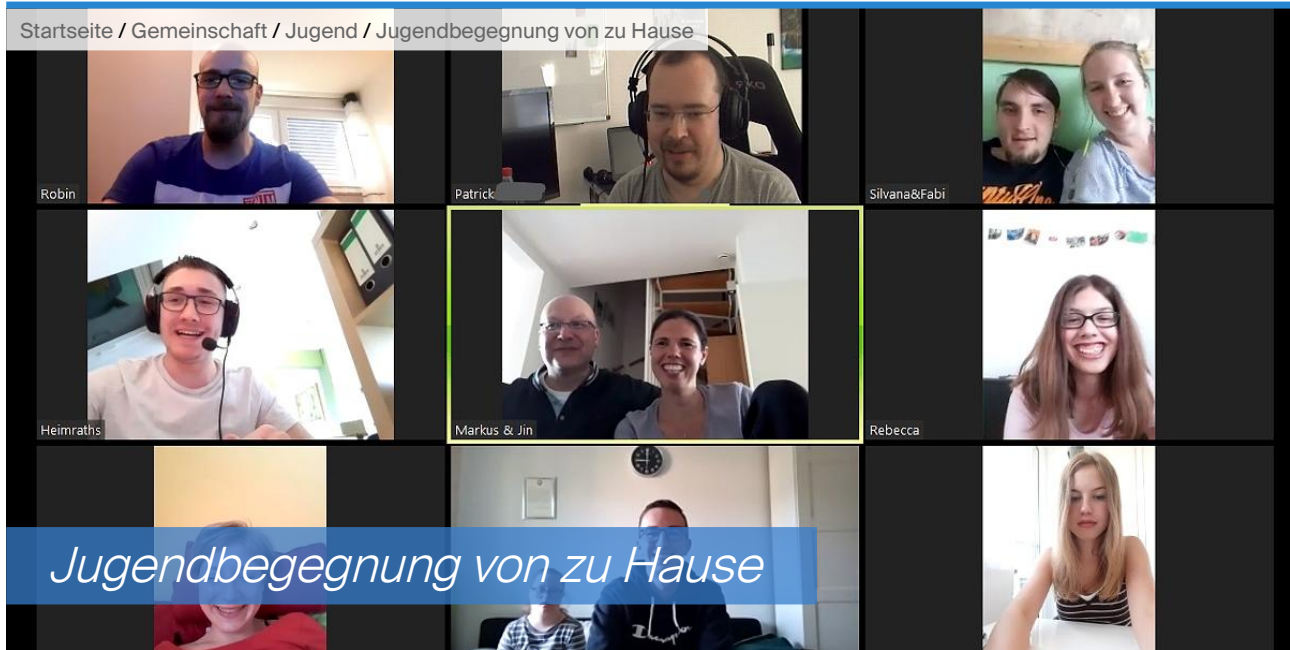 Startseite / Gemeinschaft / Jugend / Jugendbegegnung von zu Hause
Robin
Patrick
Silvana&Fabi
Heimraths
Markus & Jin
Rebecca
Jugendbegegnung von zu Hause